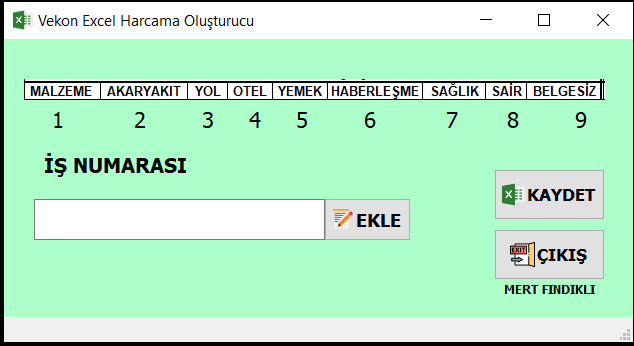 Vekon Excel Harcama Oluşturucu
MALZEME AKARYAKIT YOL OTEL YEMEK HABERLEŞME SAĞLIK SAİR BELGESİZ
1 2 3 4 5 6 7 8 9
İŞ NUMARASI
EKLE
KAYDET
EXIT ÇIKIŞ
MERT FINDIKLI